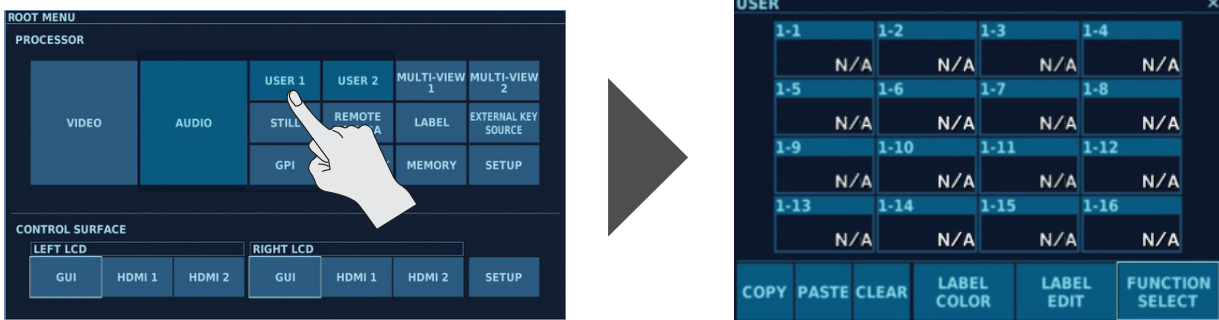 ROOT MENU
PROCESSOR
VIDEO
AUDIO
USER 1
USER 2
MULTI-VIEW
1
MULTI-VIEW
2
STILL
REMOTE
LABEL
EXTERNAL KEY
SOURCE
GPI
MEMORY
SETUP
CONTROL SURFACE
LEFT LCD
RIGHT LCD
GUI
HDMI 1
HDMI 2
GUI
HDMI 1
HDMI 2
SETUP
USER
×
1-1
1-2
1-3
1-4
N/A
N/A
N/A
N/A
1-5
1-6
1-7
1-8
N/A
N/A
N/A
N/A
1-9
1-10
1-11
1-12
N/A
N/A
N/A
N/A
1-13
1-14
1-15
1-16
N/A
N/A
N/A
N/A
COPY
PASTE
CLEAR
LABEL
COLOR
LABEL
EDIT
FUNCTION
SELECT